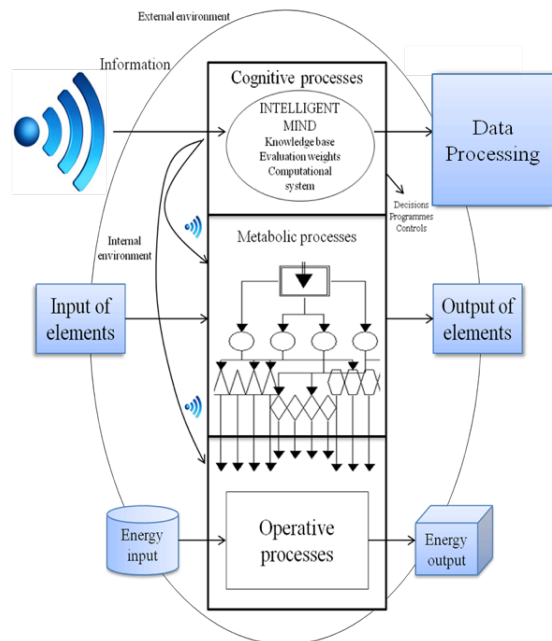 External environment
Information
Cognitive processes
INTELLIGENT
MIND
Knowledge base
Evaluation weights
Computational
system
Data
Processing
Decisions
Programmes
Controls
Internal
environment
Metabolic processes
Input of
elements
Output of
elements
Energy
input
Operative
processes
Energy
output